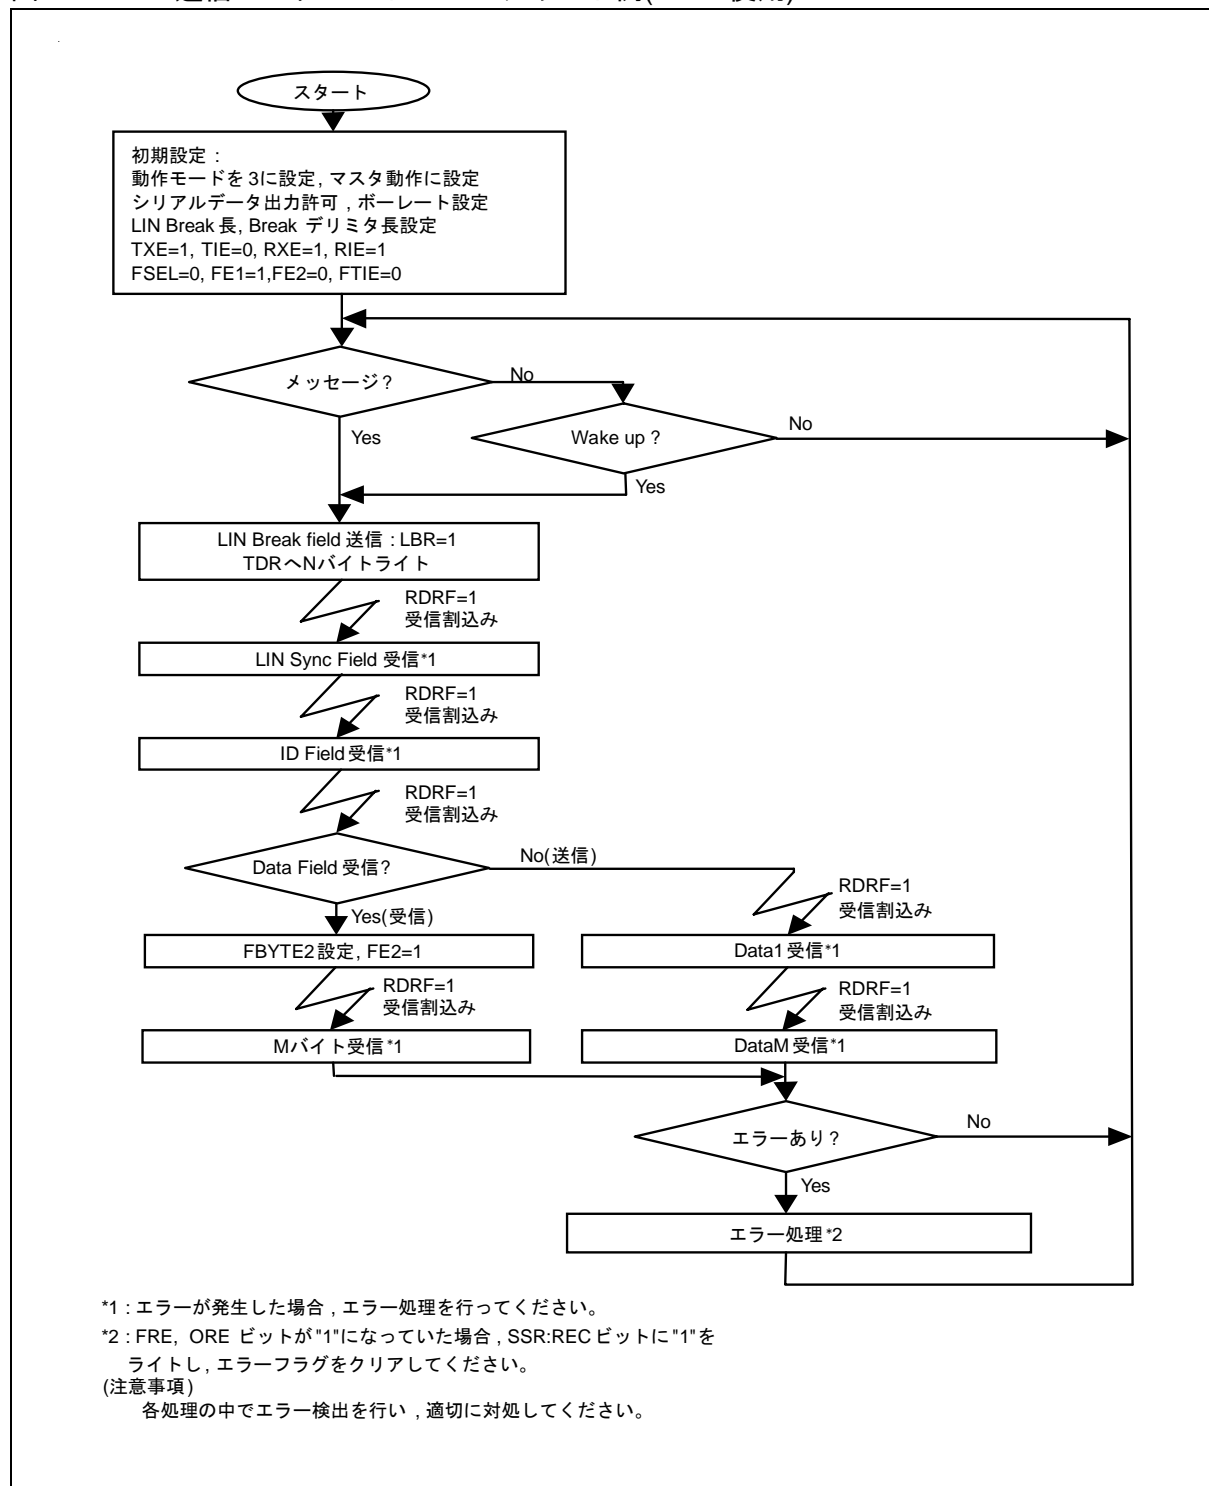 スタート
初期設定 :
動作モードを3に設定, マスタ動作に設定
シリアルデータ出力許可 , ボーレート設定
LIN Break 長, Break デリミタ長設定
TXE=1, TIE=0, RXE=1, RIE=1
FSEL=0, FE1=1,FE2=0, FTIE=0
メッセージ ?
No
Yes
Wake up ?
No
Yes
LIN Break field 送信 : LBR=1
TDRへNバイトライト
RDRF=1
受信割込み
LIN Sync Field 受信*1
RDRF=1
受信割込み
ID Field 受信*1
RDRF=1
受信割込み
Data Field 受信?
No(送信)
Yes(受信)
RDRF=1
受信割込み
FBYTE2 設定, FE2=1
Data1 受信*1
RDRF=1
受信割込み
RDRF=1
受信割込み
Mバイト受信*1
DataM 受信*1
エラーあり ?
No
Yes
エラー処理 *2
*1 : エラーが発生した場合 , エラー処理を行ってください。
*2 : FRE, ORE ビットが"1"になっていた場合 , SSR:REC ビットに"1"を
ライトし, エラーフラグをクリアしてください。
(注意事項)
各処理の中でエラー検出を行い , 適切に対処してください。